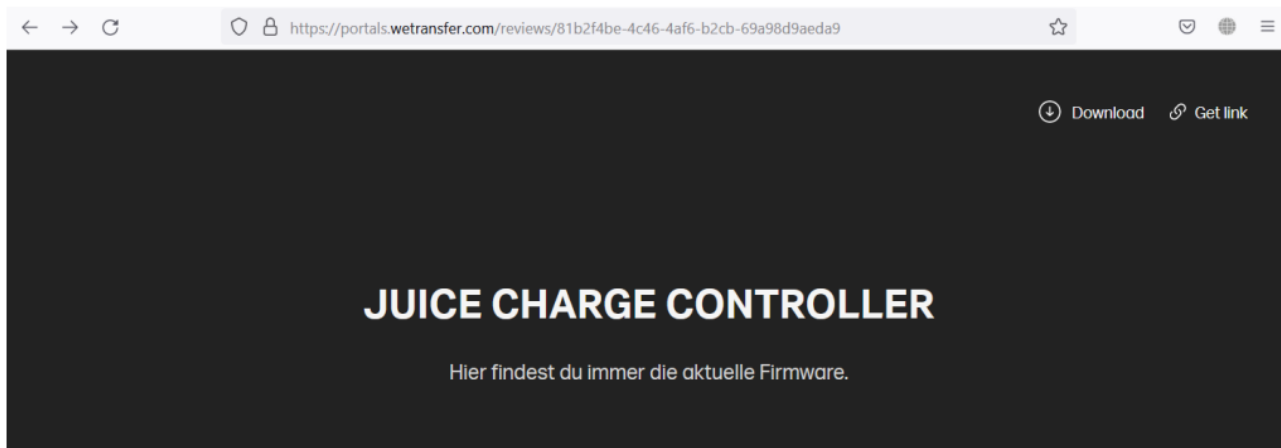 https://portals.wetransfer.com/reviews/81b2f4be-4c46-4af6-b2cb-69a98d9aeda9
Download Get link
JUICE CHARGE CONTROLLER
Hier findest du immer die aktuelle Firmware.